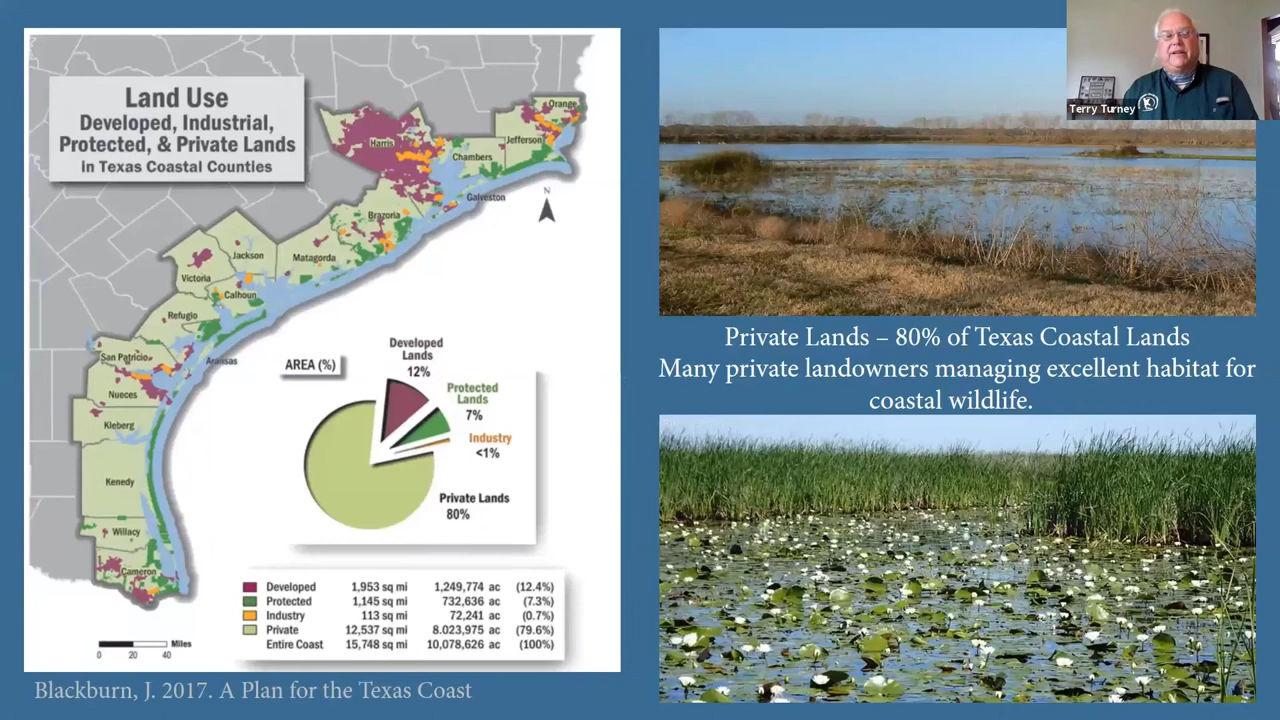 Land Use
Developed, Industrial,
Protected, & Private Lands
in Texas Coastal Counties
Orange
Harris
Jefferson
Chambers
Galveston
N
Brazoria
Jackson
Matagorda
Victoria
Calhoun
Refugio
San Patricio
Aransas
Nueces
Kleberg
Kenedy
Willacy
Cameron
AREA (%)
Developed
Lands
12%
Protected
Lands
7%
Industry
<1%
Private Lands
80%
Developed 1,953 sq mi 1,249,774 ac (12.4%)
Protected 1,145 sq mi 732,636 ac (7.3%)
Industry 113 sq mi 72,241 ac (0.7%)
Private 12,537 sq mi 8.023,975 ac (79.6%)
Entire Coast 15,748 sq mi 10,078,626 ac (100%)
Miles
0 20 40
Blackburn, J. 2017. A Plan for the Texas Coast
Terry Turney
Private Lands – 80% of Texas Coastal Lands
Many private landowners managing excellent habitat for
coastal wildlife.